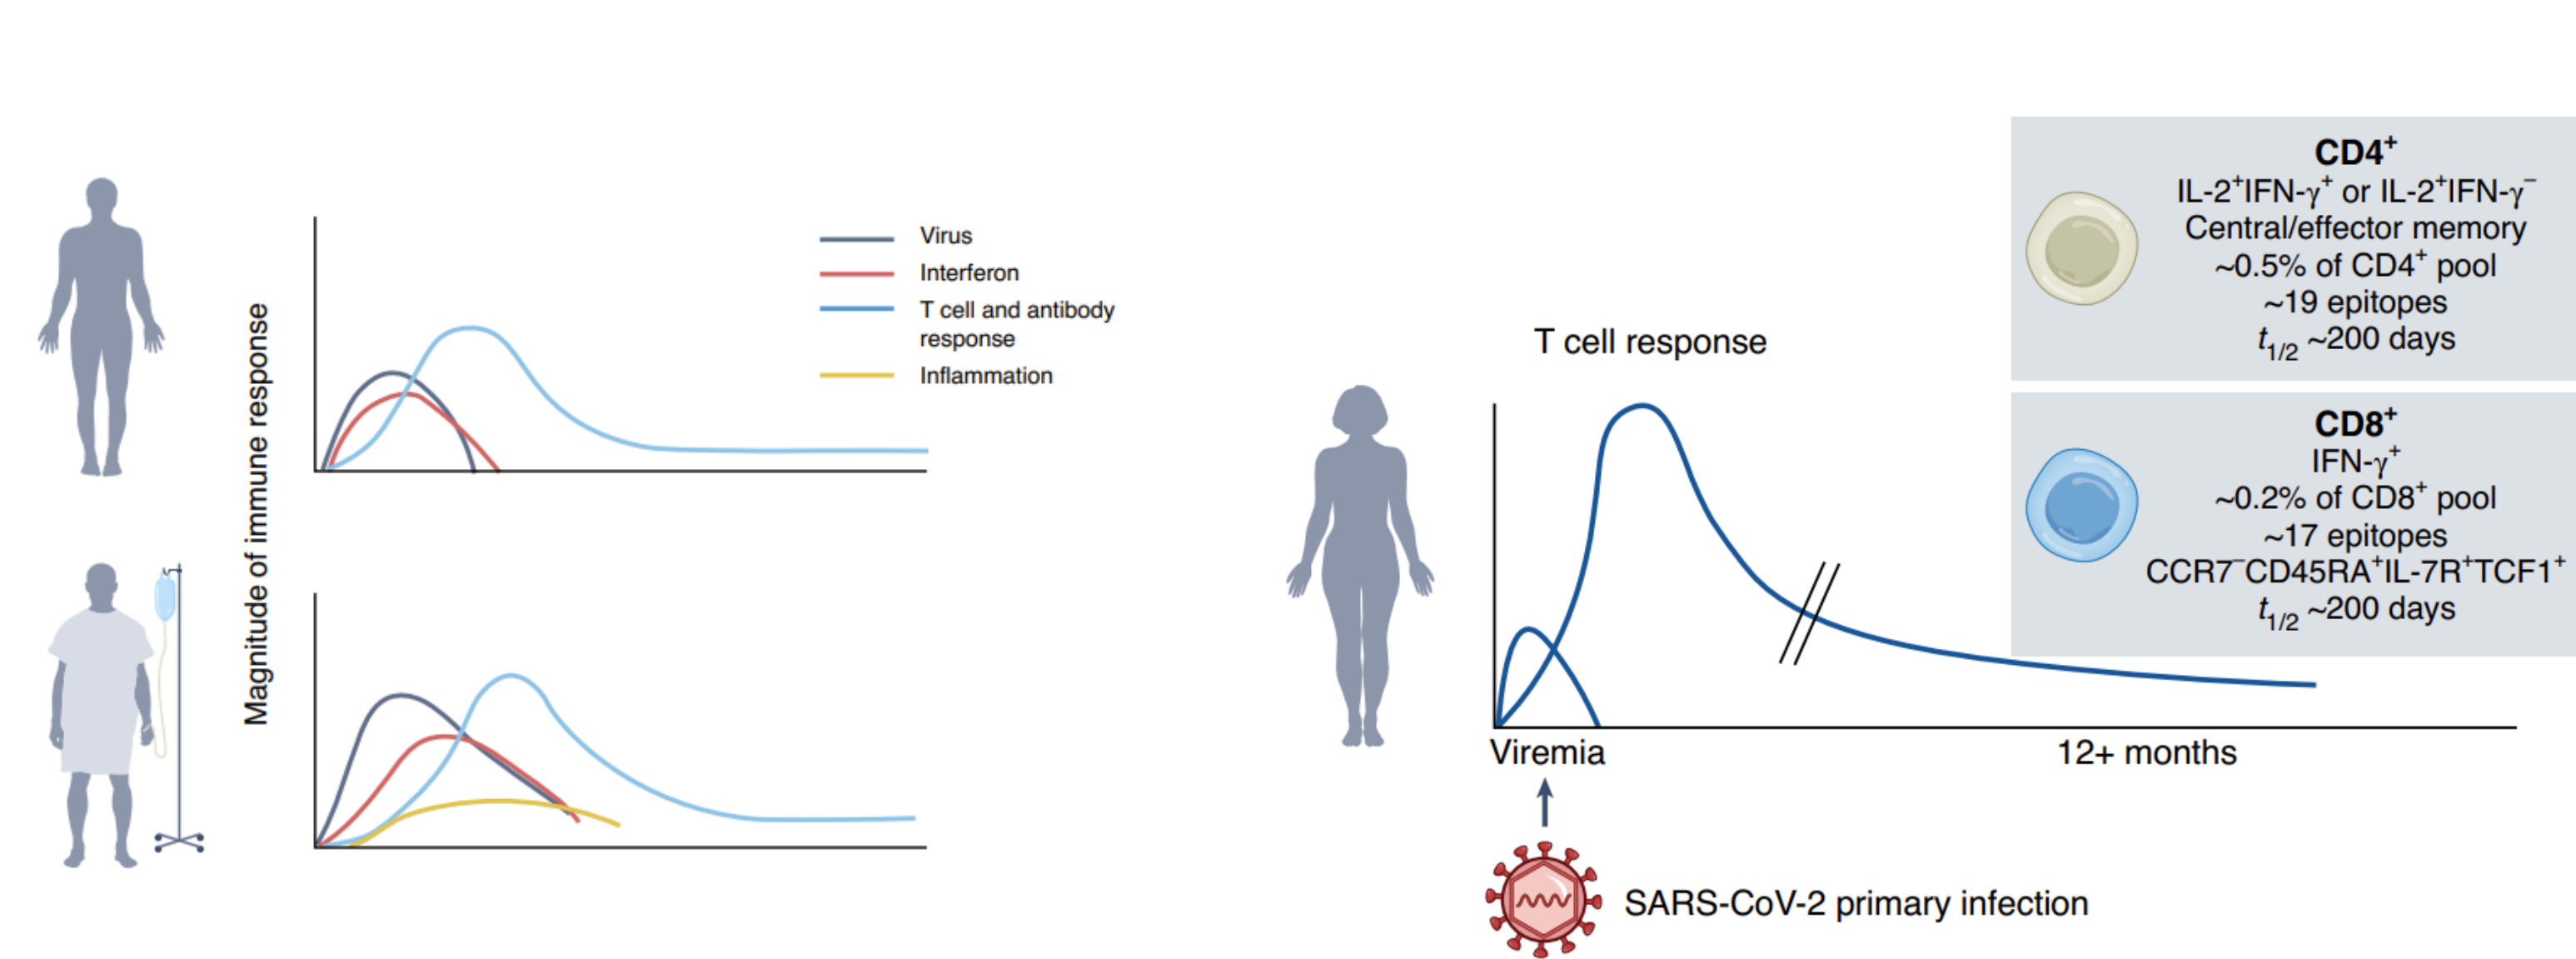 Magnitude of immune response
Virus
Interferon
T cell and antibody
response
Inflammation
T cell response
Viremia
12+ months
SARS-CoV-2 primary infection
CD4⁺
IL-2⁺IFN-γ⁺ or IL-2⁺IFN-γ⁻
Central/effector memory
~0.5% of CD4⁺ pool
~19 epitopes
t₁/₂ ~200 days
CD8⁺
IFN-γ⁺
~0.2% of CD8⁺ pool
~17 epitopes
CCR7⁻CD45RA⁺IL-7R⁺TCF1⁺
t₁/₂ ~200 days